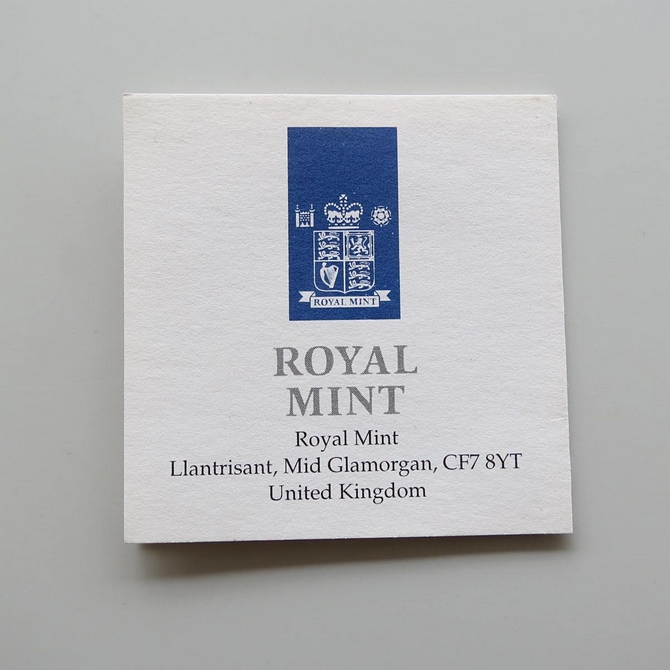 ROYAL MINT
ROYAL
MINT
Royal Mint
Llantrisant, Mid Glamorgan, CF7 8YT
United Kingdom